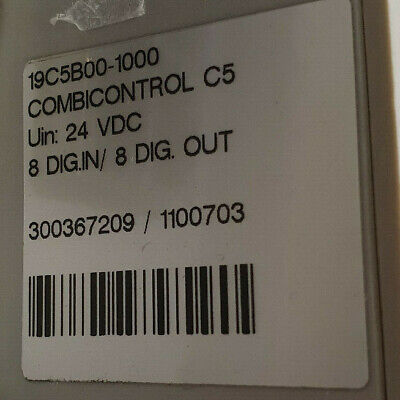 19C5B00-1000
COMBICONTROL C5
Uin: 24 VDC
8 DIG.IN/ 8 DIG. OUT
300367209 / 1100703